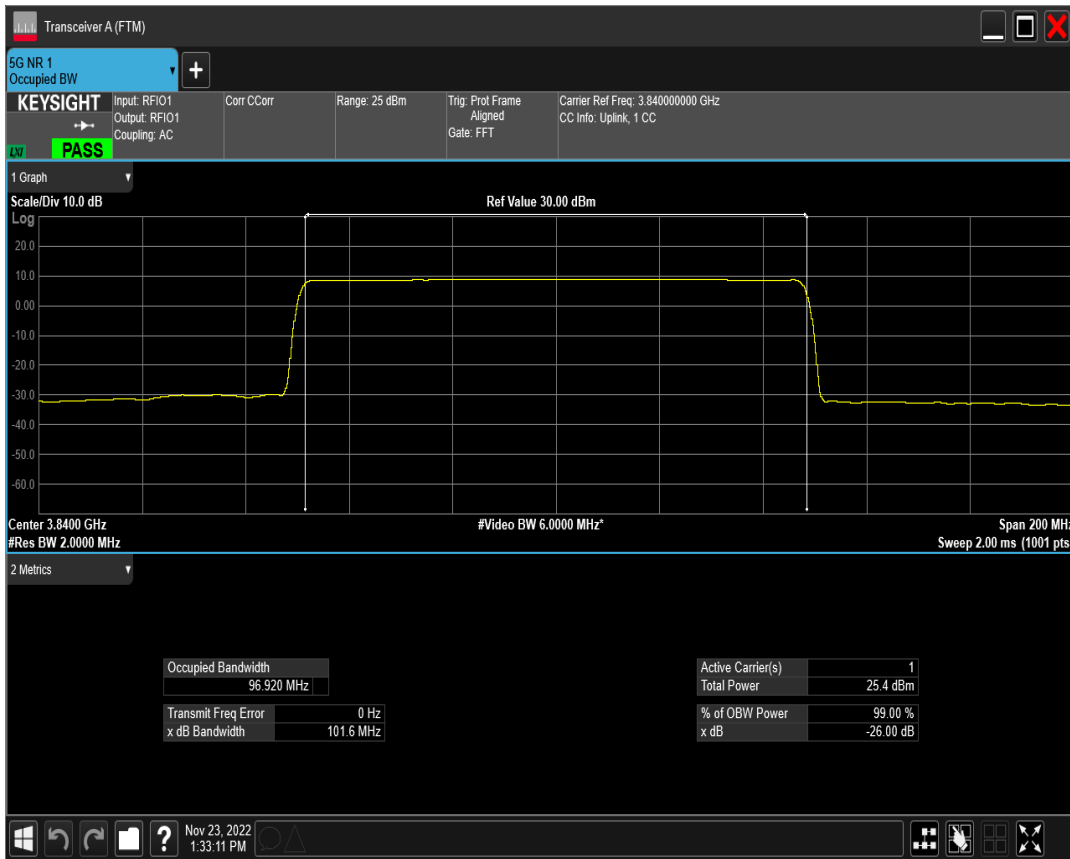 Transceiver A (FTM)
5G NR 1
Occupied BW
+
KEYSIGHT
LXI
PASS
Input: RFIO1
Output: RFIO1
Coupling: AC
Corr CCorr
Range: 25 dBm
Trig: Prot Frame
Aligned
Gate: FFT
Carrier Ref Freq: 3.840000000 GHz
CC Info: Uplink, 1 CC
1 Graph
Scale/Div 10.0 dB
Ref Value 30.00 dBm
Log
20.0
10.0
0.00
-10.0
-20.0
-30.0
-40.0
-50.0
-60.0
Center 3.8400 GHz
#Video BW 6.0000 MHz*
Span 200 MHz
#Res BW 2.0000 MHz
Sweep 2.00 ms (1001 pts
2 Metrics
Occupied Bandwidth
96.920 MHz
Transmit Freq Error 0 Hz
x dB Bandwidth 101.6 MHz
Active Carrier(s) 1
Total Power 25.4 dBm
% of OBW Power 99.00 %
x dB -26.00 dB
?
Nov 23, 2022
1:33:11 PM